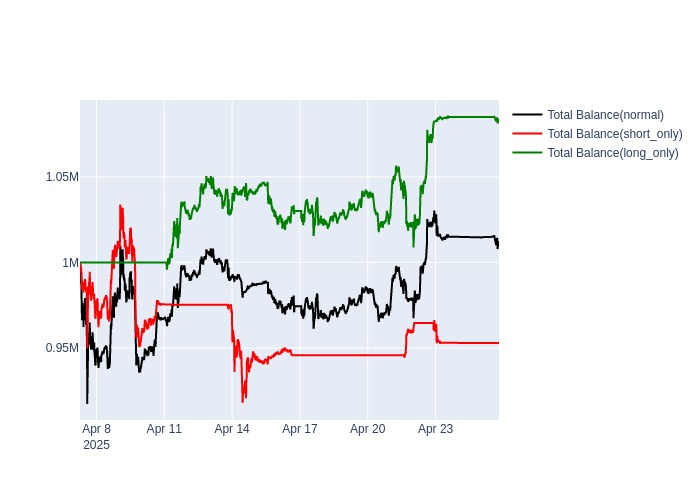 Total Balance(normal)
Total Balance(short_only)
Total Balance(long_only)
1.05M
1M
0.95M
Apr 8
2025
Apr 11
Apr 14
Apr 17
Apr 20
Apr 23